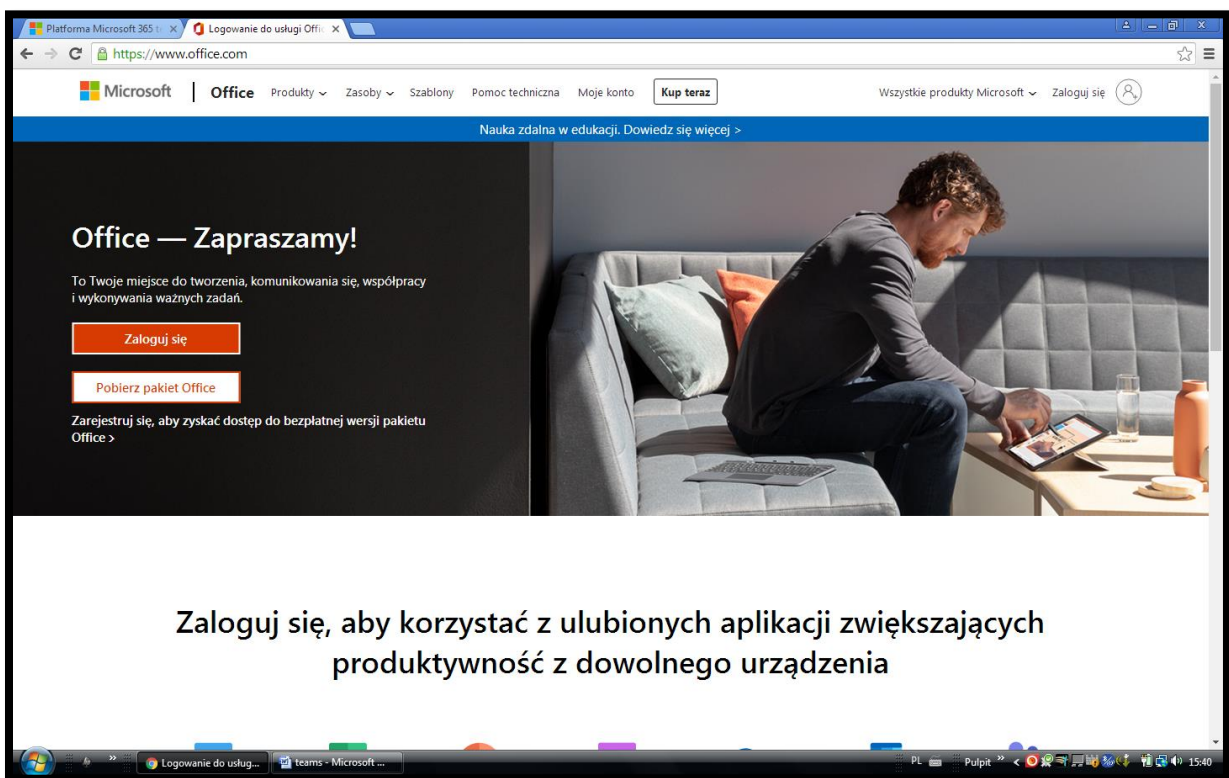 Platforma Microsoft 365 t
Logowanie do usługi Offi
https://www.office.com
Microsoft
Office
Produkty
Zasoby
Szablony
Pomoc techniczna
Moje konto
Kup teraz
Wszystkie produkty Microsoft
Zaloguj się
Nauka zdalna w edukacji. Dowiedz się więcej >
Office — Zapraszamy!
To Twoje miejsce do tworzenia, komunikowania się, współpracy
i wykonywania ważnych zadań.
Zaloguj się
Pobierz pakiet Office
Zarejestruj się, aby zyskać dostęp do bezpłatnej wersji pakietu
Office >
Zaloguj się, aby korzystać z ulubionych aplikacji zwiększających
produktywność z dowolnego urządzenia
Logowanie do usług...
teams - Microsoft ...
PL
Pulpit
15:40